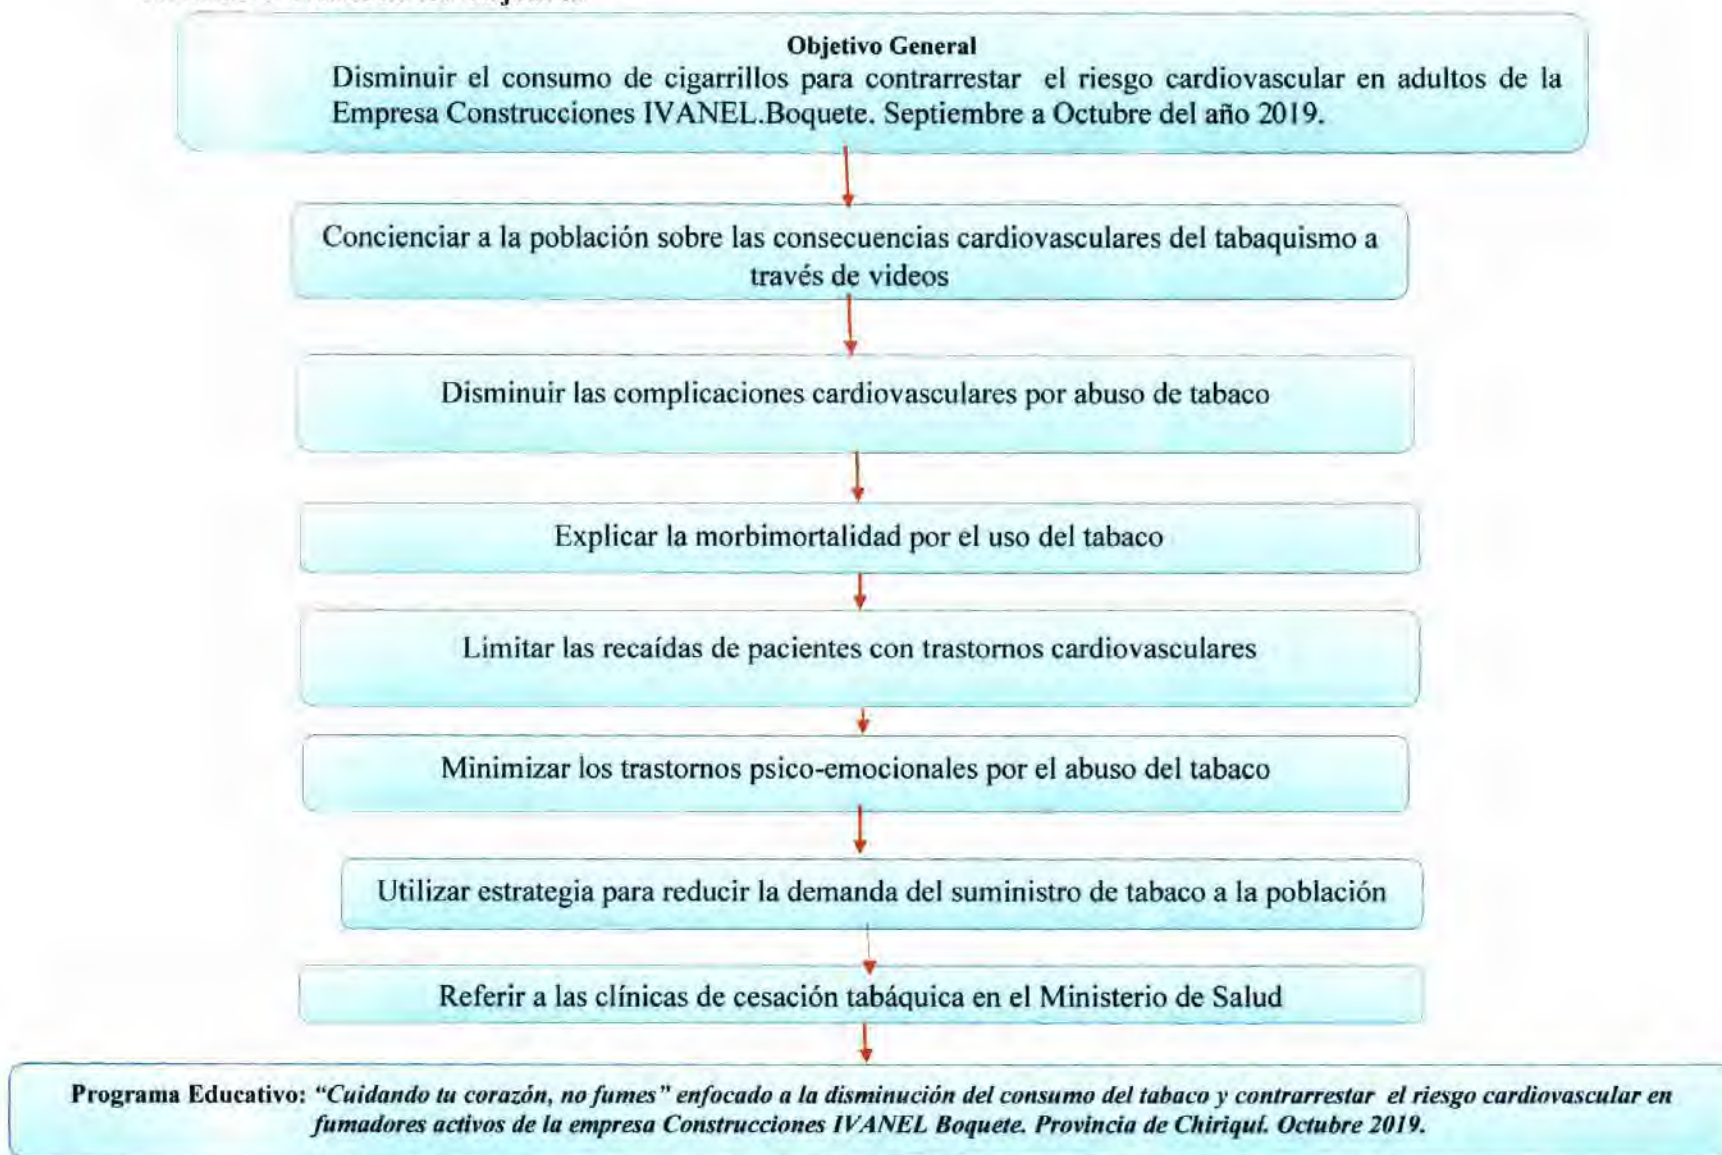 Objetivo General
Disminuir el consumo de cigarrillos para contrarrestar el riesgo cardiovascular en adultos de la
Empresa Construcciones IVANEL.Boquete. Septiembre a Octubre del año 2019.
Concienciar a la población sobre las consecuencias cardiovasculares del tabaquismo a
través de videos
Disminuir las complicaciones cardiovasculares por abuso de tabaco
Explicar la morbimortalidad por el uso del tabaco
Limitar las recaídas de pacientes con trastornos cardiovasculares
Minimizar los trastornos psico-emocionales por el abuso del tabaco
Utilizar estrategia para reducir la demanda del suministro de tabaco a la población
Referir a las clínicas de cesación tabáquica en el Ministerio de Salud
Programa Educativo: “Cuidando tu corazón, no fumes” enfocado a la disminución del consumo del tabaco y contrarrestar el riesgo cardiovascular en
fumadores activos de la empresa Construcciones IVANEL Boquete. Provincia de Chiriquí. Octubre 2019.